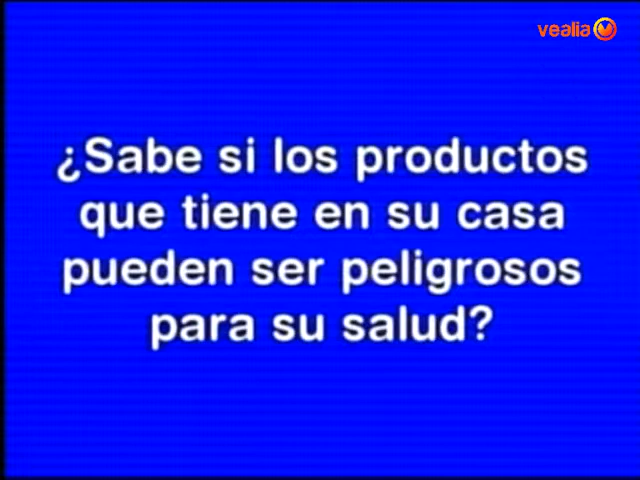 vealia
¿Sabe si los productos
que tiene en su casa
pueden ser peligrosos
para su salud?